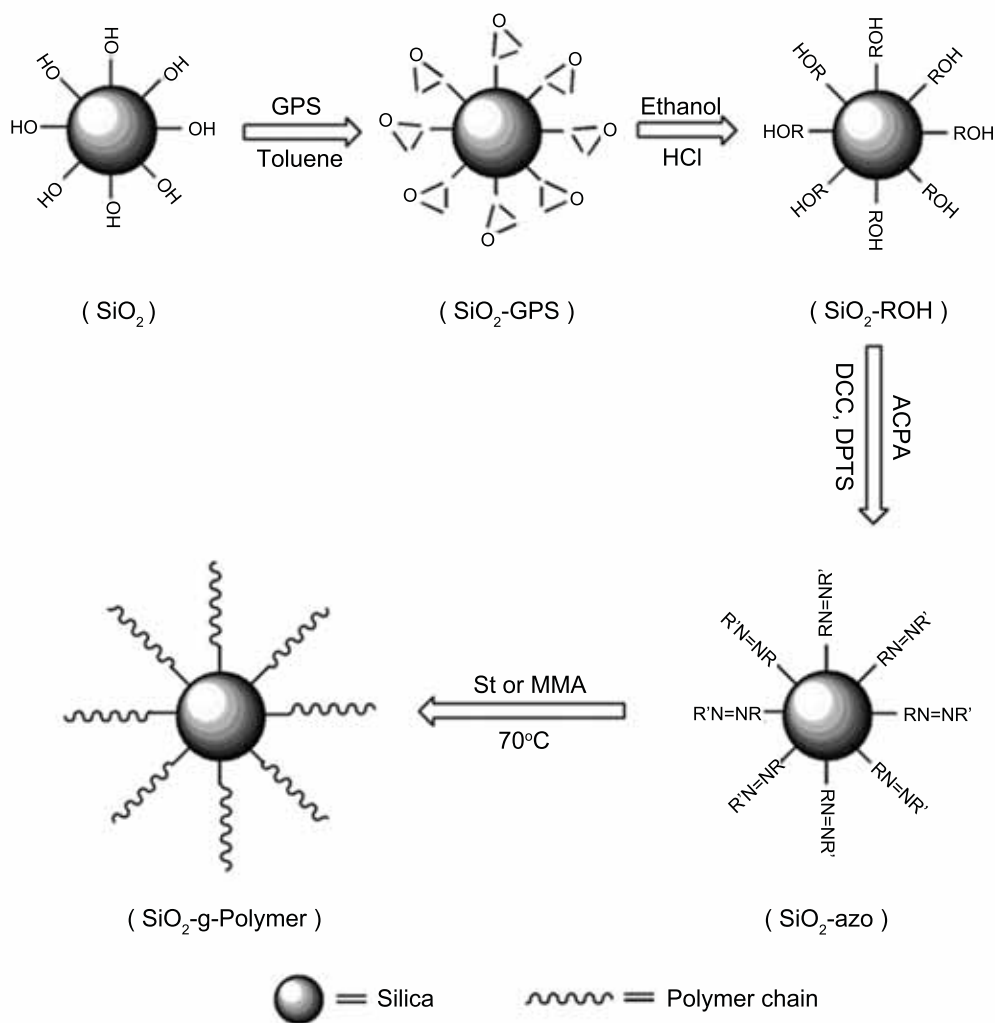 OH
HO
OH
HO
OH
HO
OH
HO
GPS
Toluene
O
O
O
O
O
O
O
O
Ethanol
HCl
ROH
HOR
ROH
HOR
ROH
HOR
ROH
ROH
( SiO₂ )
( SiO₂-GPS )
( SiO₂-ROH )
ACPA
DCC, DPTS
RN=NR'
R'N=NR
RN=NR'
R'N=NR
RN=NR'
R'N=NR
RN=NR'
RN=NR'
St or MMA
70°C
( SiO₂-g-Polymer )
( SiO₂-azo )
= Silica
= Polymer chain